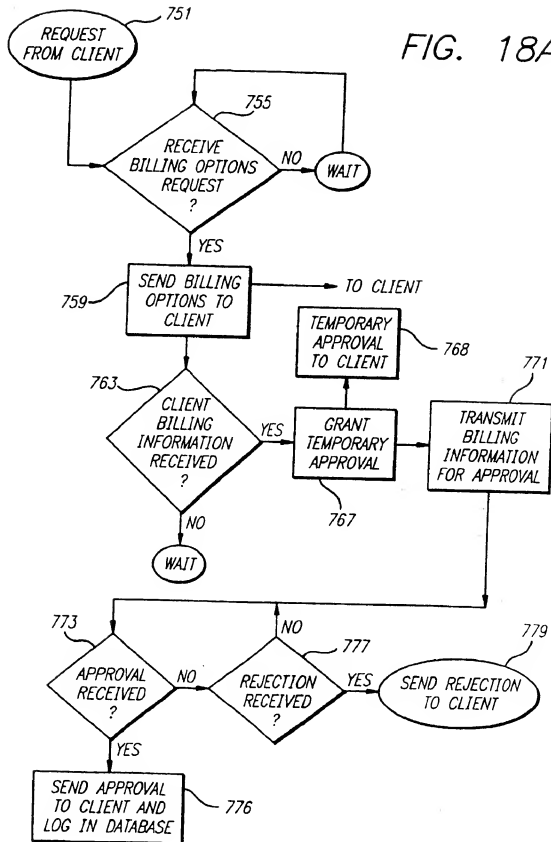 751
REQUEST
FROM CLIENT
FIG. 18A
755
RECEIVE
BILLING OPTIONS
REQUEST
?
NO
WAIT
YES
759
SEND BILLING
OPTIONS TO
CLIENT
TO CLIENT
TEMPORARY
APPROVAL
TO CLIENT
768
763
CLIENT
BILLING
INFORMATION
RECEIVED
?
YES
GRANT
TEMPORARY
APPROVAL
767
771
TRANSMIT
BILLING
INFORMATION
FOR APPROVAL
NO
WAIT
773
APPROVAL
RECEIVED
?
NO
NO
777
REJECTION
RECEIVED
?
YES
779
SEND REJECTION
TO CLIENT
YES
SEND APPROVAL
TO CLIENT AND
LOG IN DATABASE
776